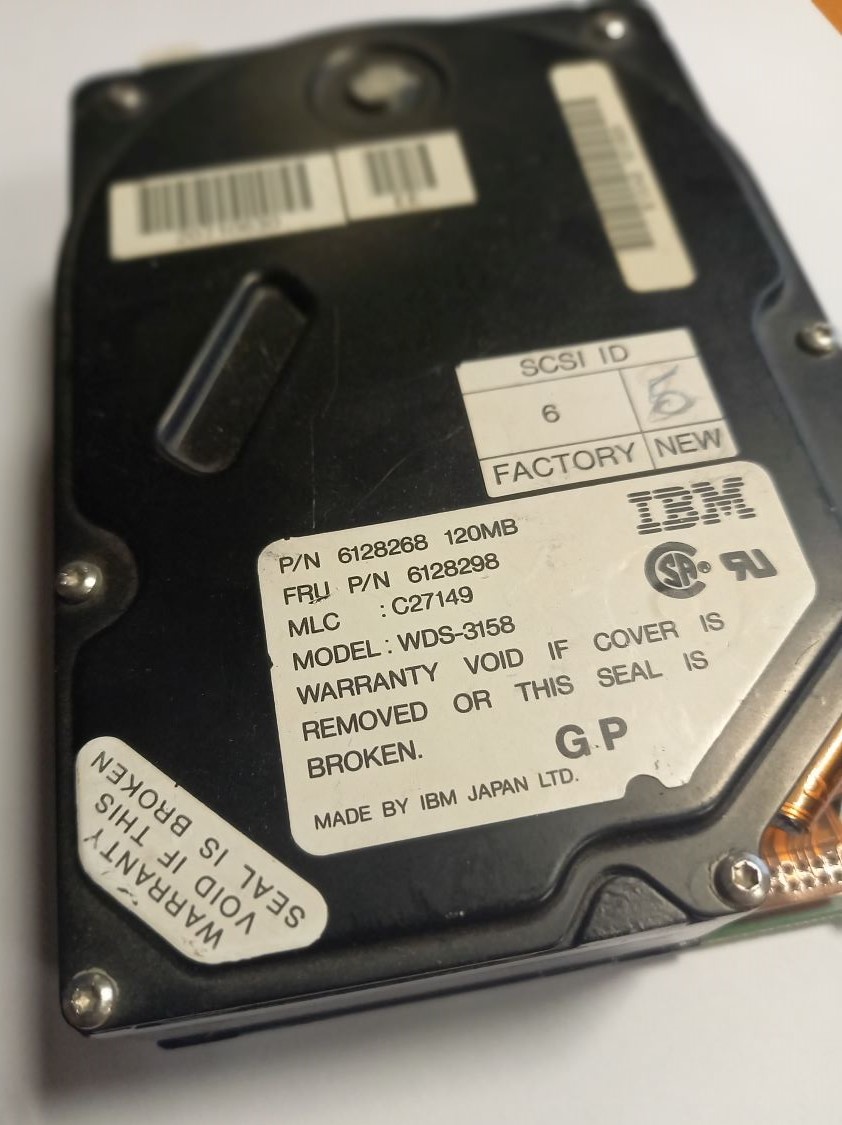 SCSI ID
6 5
FACTORY NEW
IBM
P/N 6128268 120MB
FRU P/N 6128298
MLC : C27149
MODEL : WDS-3158
WARRANTY VOID IF COVER IS
REMOVED OR THIS SEAL IS
BROKEN.
G.P
MADE BY IBM JAPAN LTD.
SA®
WARRANTY
VOID IF THIS
SEAL IS BROKEN